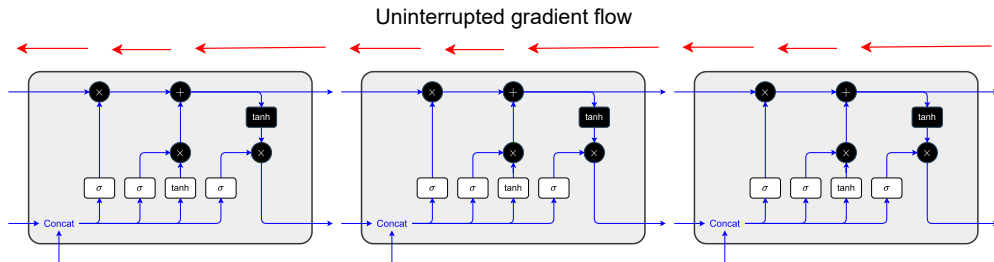 Uninterrupted gradient flow
× + × + × +
tanh tanh tanh
× × × × × ×
σ σ tanh σ σ σ tanh σ σ σ tanh σ
Concat Concat Concat